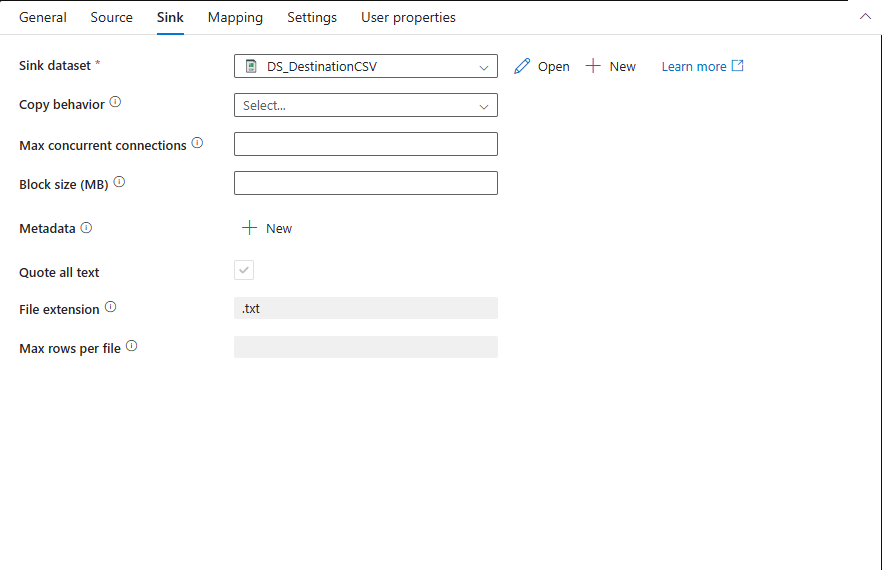 General Source Sink Mapping Settings User properties
Sink dataset * DS_DestinationCSV Open New Learn more
Copy behavior Select...
Max concurrent connections
Block size (MB)
Metadata New
Quote all text
File extension .txt
Max rows per file